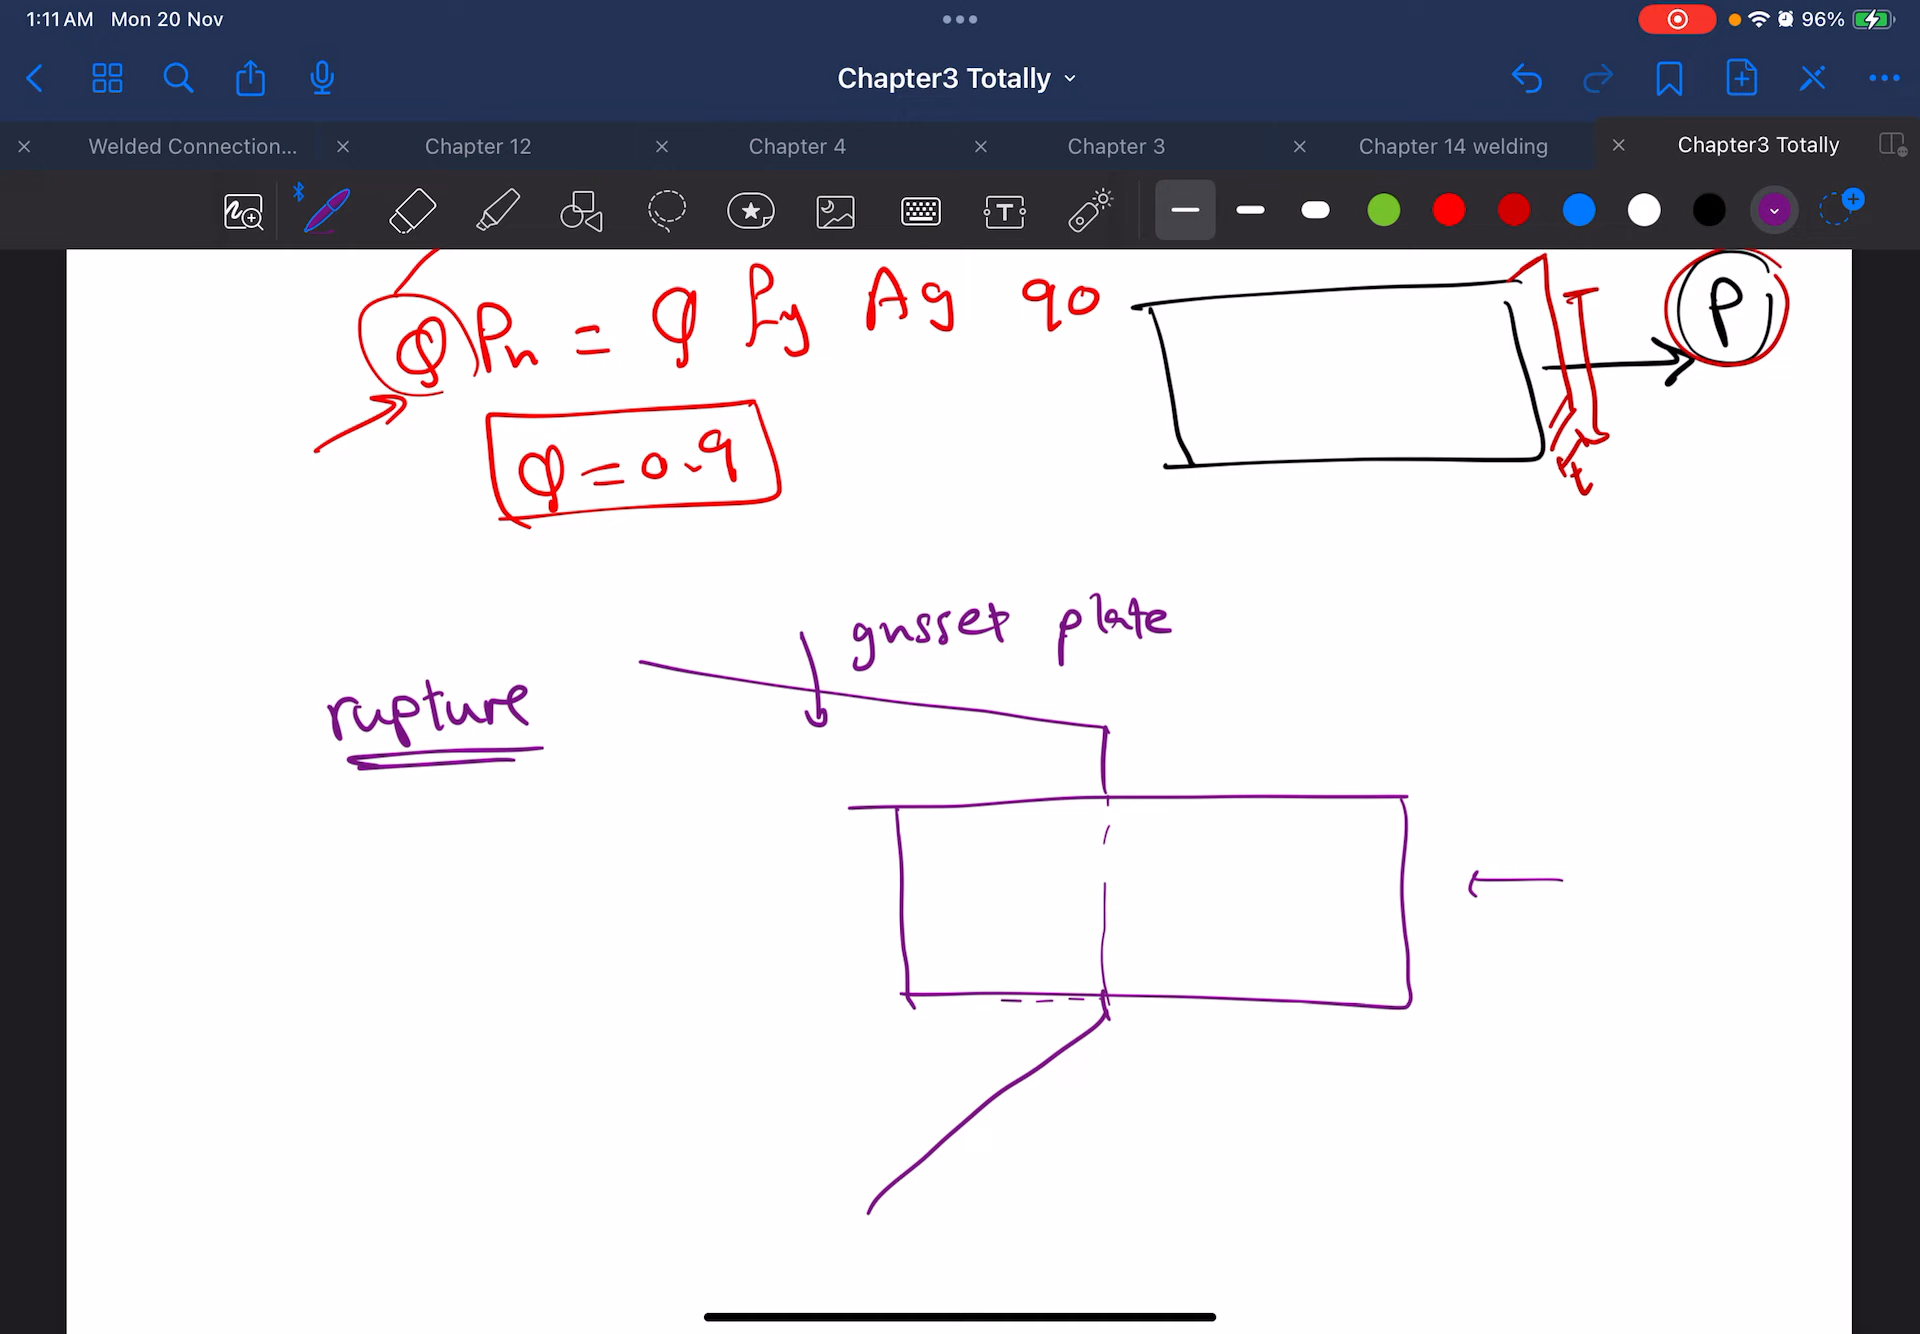 1:11 AM Mon 20 Nov
96%
Chapter3 Totally
Welded Connection...
Chapter 12
Chapter 4
Chapter 3
Chapter 14 welding
Chapter3 Totally
T
φ Pn = φ Fy Ag 90
P
t
φ = 0.9
gusset plate
rupture